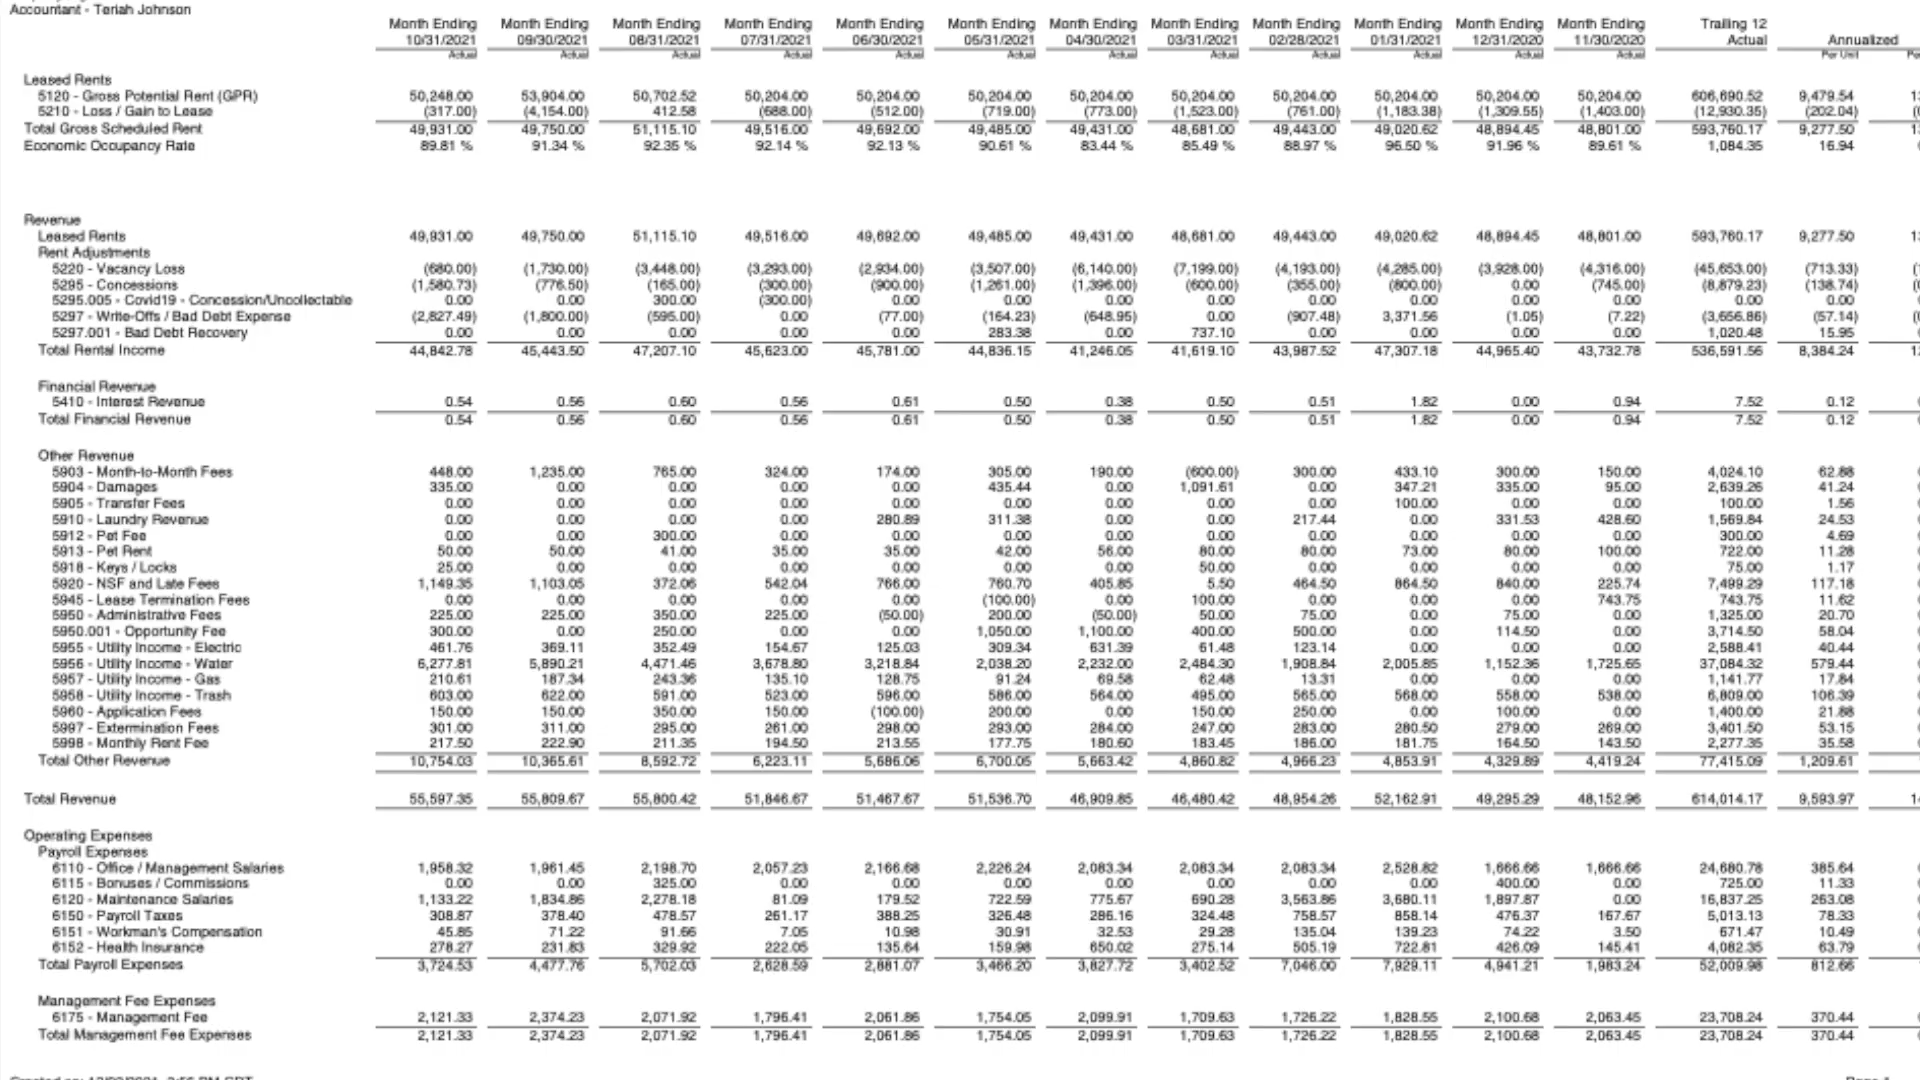 Accountant - Teriah Johnson
Month Ending Month Ending Month Ending Month Ending Month Ending Month Ending Month Ending Month Ending Month Ending Month Ending Month Ending Month Ending Trailing 12
10/31/2021 09/30/2021 08/31/2021 07/31/2021 06/30/2021 05/31/2021 04/30/2021 03/31/2021 02/28/2021 01/31/2021 12/31/2020 11/30/2020 Actual Annualized
Actual Actual Actual Actual Actual Actual Actual Actual Actual Actual Actual Actual Per Unit
Leased Rents
5120 - Gross Potential Rent (GPR) 50,248.00 53,904.00 50,702.52 50,204.00 50,204.00 50,204.00 50,204.00 50,204.00 50,204.00 50,204.00 50,204.00 50,204.00 606,690.52 9,479.54
5210 - Loss / Gain to Lease (317.00) (4,154.00) 412.58 (688.00) (512.00) (719.00) (773.00) (1,523.00) (761.00) (1,183.38) (1,309.55) (1,403.00) (12,930.35) (202.04)
Total Gross Scheduled Rent 49,931.00 49,750.00 51,115.10 49,516.00 49,692.00 49,485.00 49,431.00 48,681.00 49,443.00 49,020.62 48,894.45 48,801.00 593,760.17 9,277.50
Economic Occupancy Rate 89.81 % 91.34 % 92.35 % 92.14 % 92.13 % 90.61 % 83.44 % 85.49 % 88.97 % 96.50 % 91.96 % 89.61 % 1,084.35 16.94
Revenue
Leased Rents 49,931.00 49,750.00 51,115.10 49,516.00 49,692.00 49,485.00 49,431.00 48,681.00 49,443.00 49,020.62 48,894.45 48,801.00 593,760.17 9,277.50
Rent Adjustments
5220 - Vacancy Loss (680.00) (1,730.00) (3,448.00) (3,293.00) (2,934.00) (3,507.00) (6,140.00) (7,199.00) (4,193.00) (4,285.00) (3,928.00) (4,316.00) (45,653.00) (713.33)
5295 - Concessions (1,580.73) (776.50) (165.00) (300.00) (900.00) (1,261.00) (1,396.00) (600.00) (355.00) (800.00) 0.00 (745.00) (8,879.23) (138.74)
5295.005 - Covid19 - Concession/Uncollectable 0.00 0.00 300.00 (300.00) 0.00 0.00 0.00 0.00 0.00 0.00 0.00 0.00 0.00 0.00
5297 - Write-Offs / Bad Debt Expense (2,827.49) (1,800.00) (595.00) 0.00 (77.00) (164.23) (648.95) 0.00 (907.48) 3,371.56 (1.05) (7.22) (3,656.86) (57.14)
5297.001 - Bad Debt Recovery 0.00 0.00 0.00 0.00 0.00 283.38 0.00 737.10 0.00 0.00 0.00 0.00 1,020.48 15.95
Total Rental Income 44,842.78 45,443.50 47,207.10 45,623.00 45,781.00 44,836.15 41,246.05 41,619.10 43,987.52 47,307.18 44,965.40 43,732.78 536,591.56 8,384.24
Financial Revenue
5410 - Interest Revenue 0.54 0.56 0.60 0.56 0.61 0.50 0.38 0.50 0.51 1.82 0.00 0.94 7.52 0.12
Total Financial Revenue 0.54 0.56 0.60 0.56 0.61 0.50 0.38 0.50 0.51 1.82 0.00 0.94 7.52 0.12
Other Revenue
5903 - Month-to-Month Fees 448.00 1,235.00 765.00 324.00 174.00 305.00 190.00 (600.00) 300.00 433.10 300.00 150.00 4,024.10 62.88
5904 - Damages 335.00 0.00 0.00 0.00 0.00 435.44 0.00 1,091.61 0.00 347.21 335.00 95.00 2,639.26 41.24
5905 - Transfer Fees 0.00 0.00 0.00 0.00 0.00 0.00 0.00 0.00 0.00 100.00 0.00 0.00 100.00 1.56
5910 - Laundry Revenue 0.00 0.00 0.00 0.00 280.89 311.38 0.00 0.00 217.44 0.00 331.53 428.60 1,569.84 24.53
5912 - Pet Fee 0.00 0.00 300.00 0.00 0.00 0.00 0.00 0.00 0.00 0.00 0.00 0.00 300.00 4.69
5913 - Pet Rent 50.00 50.00 41.00 35.00 35.00 42.00 56.00 80.00 80.00 73.00 80.00 100.00 722.00 11.28
5918 - Keys / Locks 25.00 0.00 0.00 0.00 0.00 0.00 0.00 50.00 0.00 0.00 0.00 0.00 75.00 1.17
5920 - NSF and Late Fees 1,149.35 1,103.05 372.06 542.04 766.00 760.70 405.85 5.50 464.50 864.50 840.00 225.74 7,499.29 117.18
5945 - Lease Termination Fees 0.00 0.00 0.00 0.00 0.00 (100.00) 0.00 100.00 0.00 0.00 0.00 743.75 743.75 11.62
5950 - Administrative Fees 225.00 225.00 350.00 225.00 (50.00) 200.00 (50.00) 50.00 75.00 0.00 75.00 0.00 1,325.00 20.70
5950.001 - Opportunity Fee 300.00 0.00 250.00 0.00 0.00 1,050.00 1,100.00 400.00 500.00 0.00 114.50 0.00 3,714.50 58.04
5955 - Utility Income - Electric 461.76 369.11 352.49 154.67 125.03 309.34 631.39 61.48 123.14 0.00 0.00 0.00 2,588.41 40.44
5956 - Utility Income - Water 6,277.81 5,890.21 4,471.46 3,678.80 3,218.84 2,038.20 2,232.00 2,484.30 1,908.84 2,005.85 1,152.36 1,725.65 37,084.32 579.44
5957 - Utility Income - Gas 210.61 187.34 243.36 135.10 128.75 91.24 69.58 62.48 13.31 0.00 0.00 0.00 1,141.77 17.84
5958 - Utility Income - Trash 603.00 622.00 591.00 523.00 596.00 586.00 564.00 495.00 565.00 568.00 558.00 538.00 6,809.00 106.39
5960 - Application Fees 150.00 150.00 350.00 150.00 (100.00) 200.00 0.00 150.00 250.00 0.00 100.00 0.00 1,400.00 21.88
5997 - Extermination Fees 301.00 311.00 295.00 261.00 298.00 293.00 284.00 247.00 283.00 280.50 279.00 269.00 3,401.50 53.15
5998 - Monthly Rent Fee 217.50 222.90 211.35 194.50 213.55 177.75 180.60 183.45 186.00 181.75 164.50 143.50 2,277.35 35.58
Total Other Revenue 10,754.03 10,365.61 8,592.72 6,223.11 5,686.06 6,700.05 5,663.42 4,860.82 4,966.23 4,853.91 4,329.89 4,419.24 77,415.09 1,209.61
Total Revenue 55,597.35 55,809.67 55,800.42 51,846.67 51,467.67 51,536.70 46,909.85 46,480.42 48,954.26 52,162.91 49,295.29 48,152.96 614,014.17 9,593.97
Operating Expenses
Payroll Expenses
6110 - Office / Management Salaries 1,958.32 1,961.45 2,198.70 2,057.23 2,166.68 2,226.24 2,083.34 2,083.34 2,083.34 2,528.82 1,666.66 1,666.66 24,680.78 385.64
6115 - Bonuses / Commissions 0.00 0.00 325.00 0.00 0.00 0.00 0.00 0.00 0.00 0.00 400.00 0.00 725.00 11.33
6120 - Maintenance Salaries 1,133.22 1,834.86 2,278.18 81.09 179.52 722.59 775.67 690.28 3,563.86 3,680.11 1,897.87 0.00 16,837.25 263.08
6150 - Payroll Taxes 308.87 378.40 478.57 261.17 388.25 326.48 286.16 324.48 758.57 858.14 476.37 167.67 5,013.13 78.33
6151 - Workman's Compensation 45.85 71.22 91.66 7.05 10.98 30.91 32.53 29.28 135.04 139.23 74.22 3.50 671.47 10.49
6152 - Health Insurance 278.27 231.83 329.92 222.05 135.64 159.98 650.02 275.14 505.19 722.81 426.09 145.41 4,082.35 63.79
Total Payroll Expenses 3,724.53 4,477.76 5,702.03 2,628.59 2,881.07 3,466.20 3,827.72 3,402.52 7,046.00 7,929.11 4,941.21 1,983.24 52,009.98 812.66
Management Fee Expenses
6175 - Management Fee 2,121.33 2,374.23 2,071.92 1,796.41 2,061.86 1,754.05 2,099.91 1,709.63 1,726.22 1,828.55 2,100.68 2,063.45 23,708.24 370.44
Total Management Fee Expenses 2,121.33 2,374.23 2,071.92 1,796.41 2,061.86 1,754.05 2,099.91 1,709.63 1,726.22 1,828.55 2,100.68 2,063.45 23,708.24 370.44